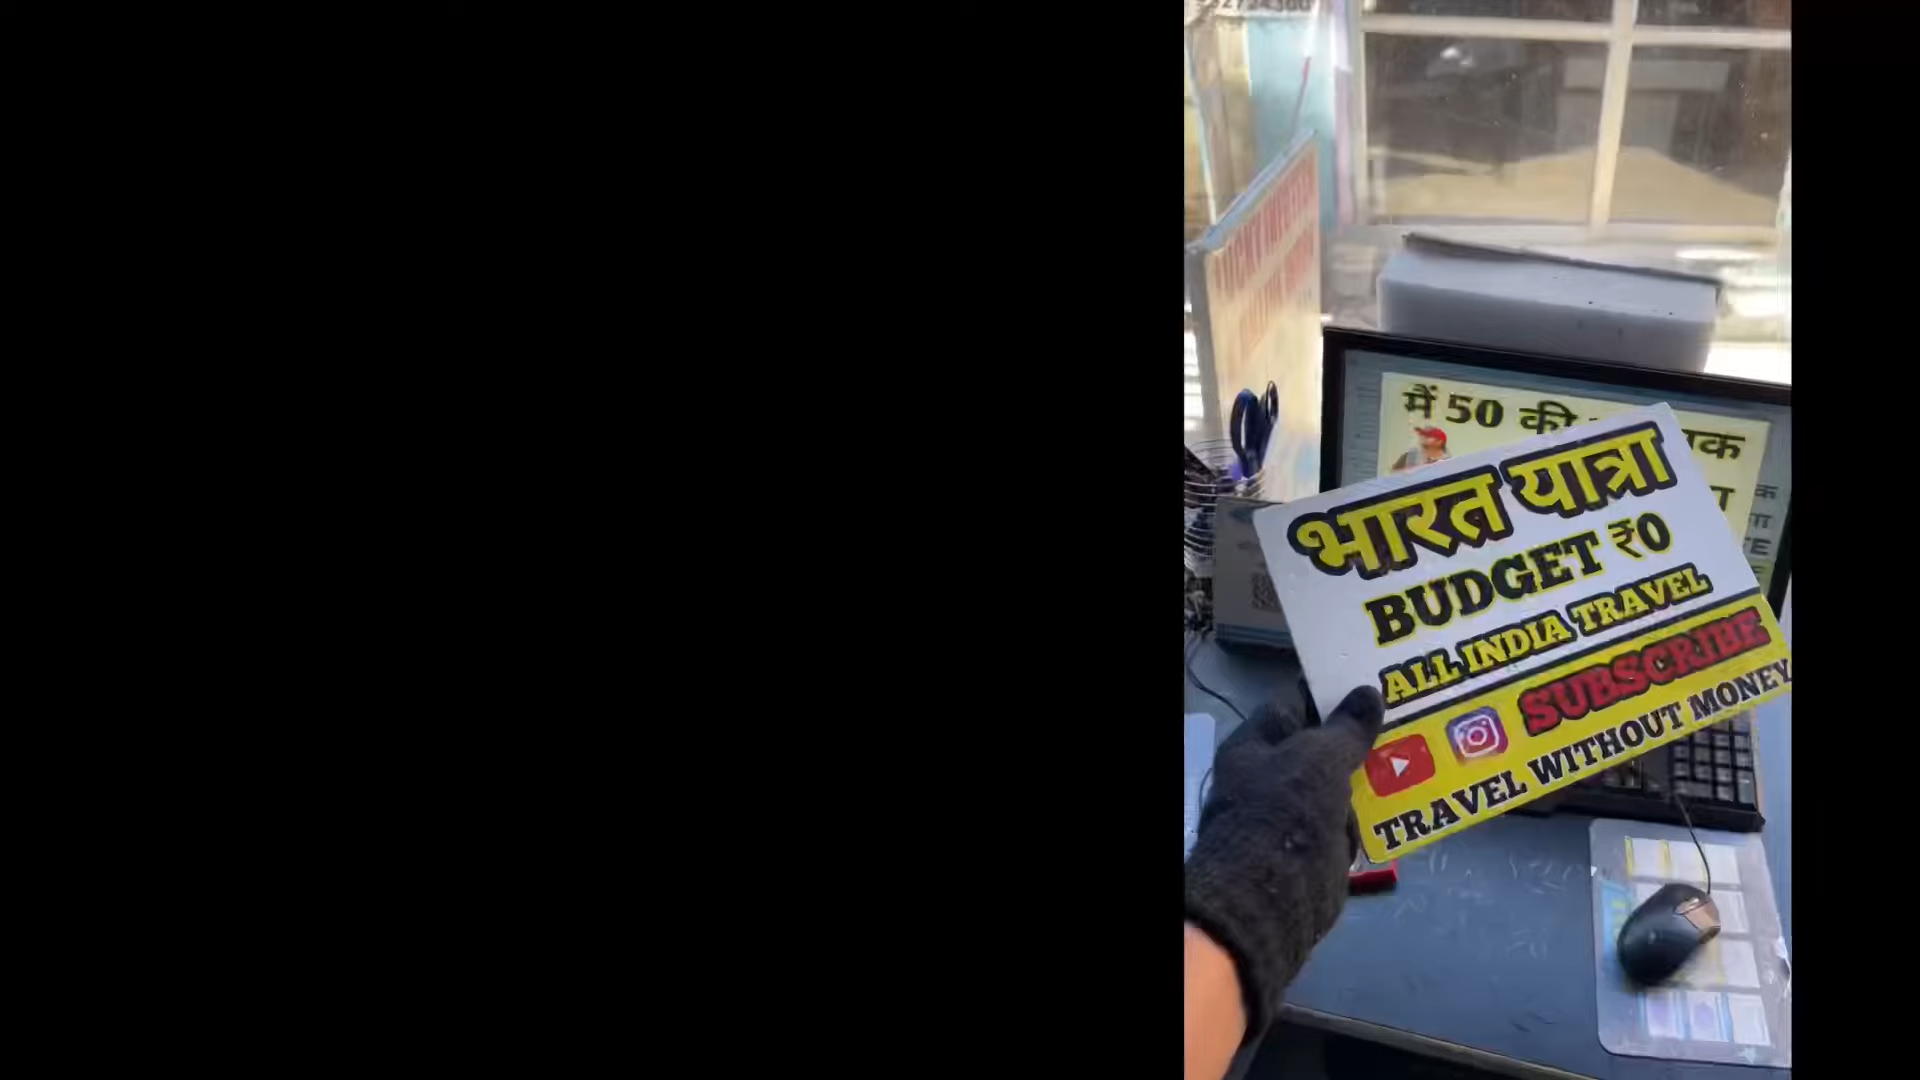 मैं 50 की
भारत यात्रा
BUDGET ₹0
ALL INDIA TRAVEL
SUBSCRIBE
TRAVEL WITHOUT MONEY